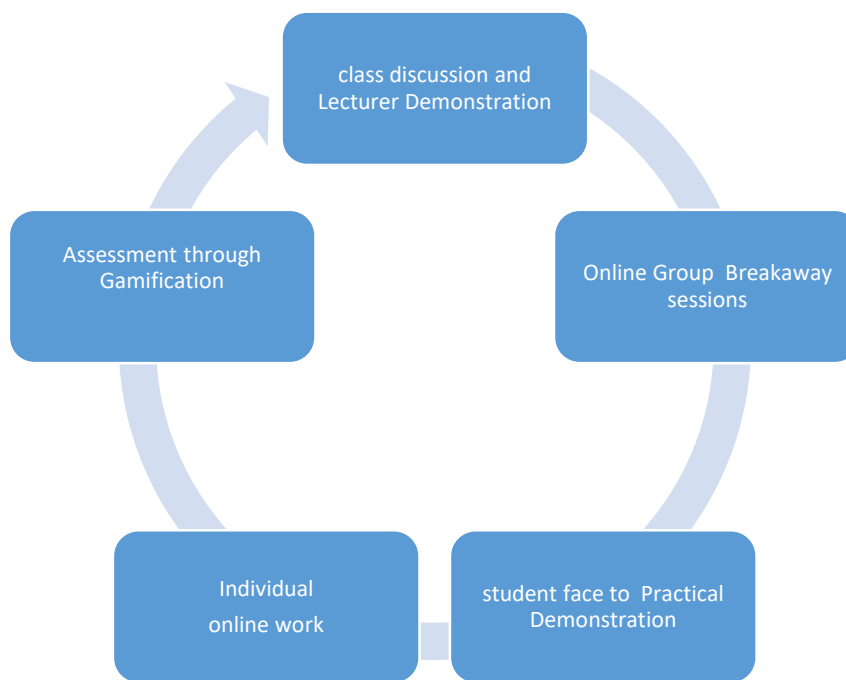 class discussion and
Lecturer Demonstration
Online Group  Breakaway
sessions
student face to  Practical
Demonstration
Individual
online work
Assessment through
Gamification